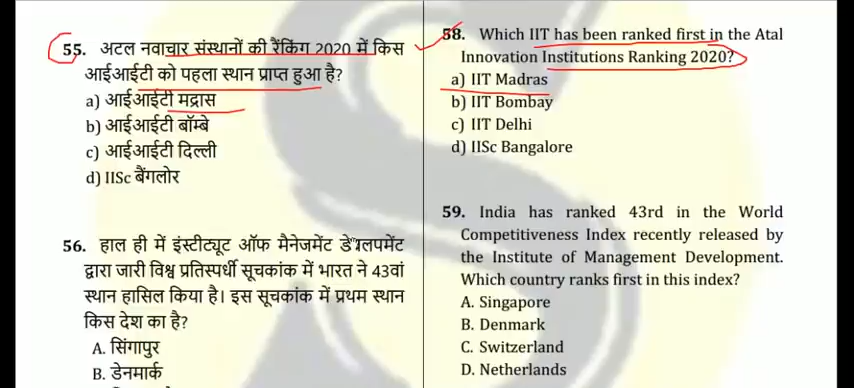 55. अटल नवाचार संस्थानों की रैंकिंग 2020 में किस
आईआईटी को पहला स्थान प्राप्त हुआ है?
a) आईआईटी मद्रास
b) आईआईटी बॉम्बे
c) आईआईटी दिल्ली
d) IISc बैंगलोर
56. हाल ही में इंस्टीट्यूट ऑफ मैनेजमेंट डेवलपमेंट
द्वारा जारी विश्व प्रतिस्पर्धी सूचकांक में भारत ने 43वां
स्थान हासिल किया है। इस सूचकांक में प्रथम स्थान
किस देश का है?
A. सिंगापुर
B. डेनमार्क
58. Which IIT has been ranked first in the Atal
Innovation Institutions Ranking 2020?
a) IIT Madras
b) IIT Bombay
c) IIT Delhi
d) IISc Bangalore
59. India has ranked 43rd in the World
Competitiveness Index recently released by
the Institute of Management Development.
Which country ranks first in this index?
A. Singapore
B. Denmark
C. Switzerland
D. Netherlands